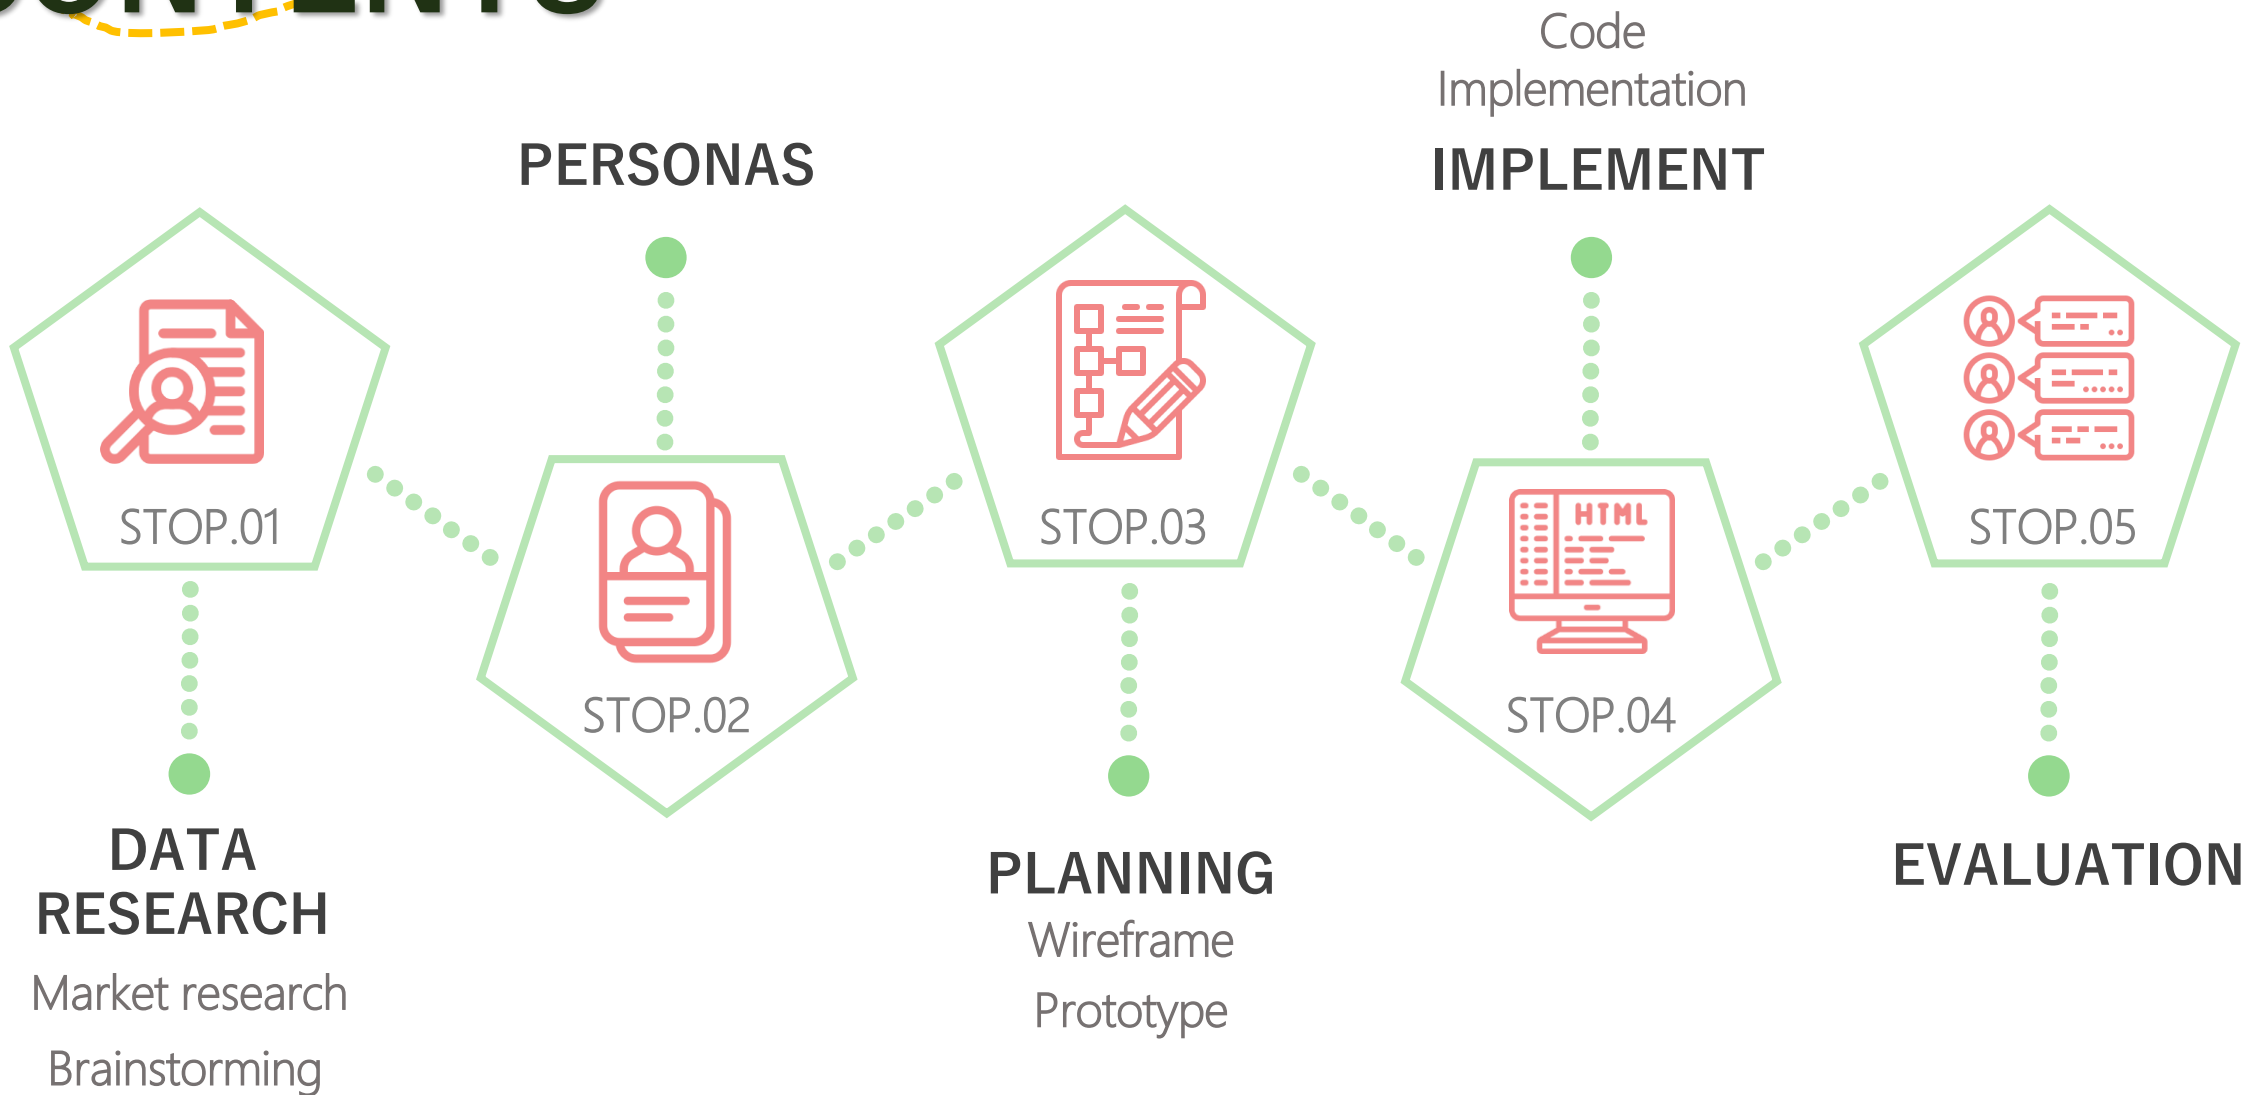 CONTENTS
Code
Implementation
PERSONAS
IMPLEMENT
HTML
STOP.01
STOP.03
STOP.05
STOP.02
STOP.04
DATA
RESEARCH
Market research
Brainstorming
PLANNING
Wireframe
Prototype
EVALUATION